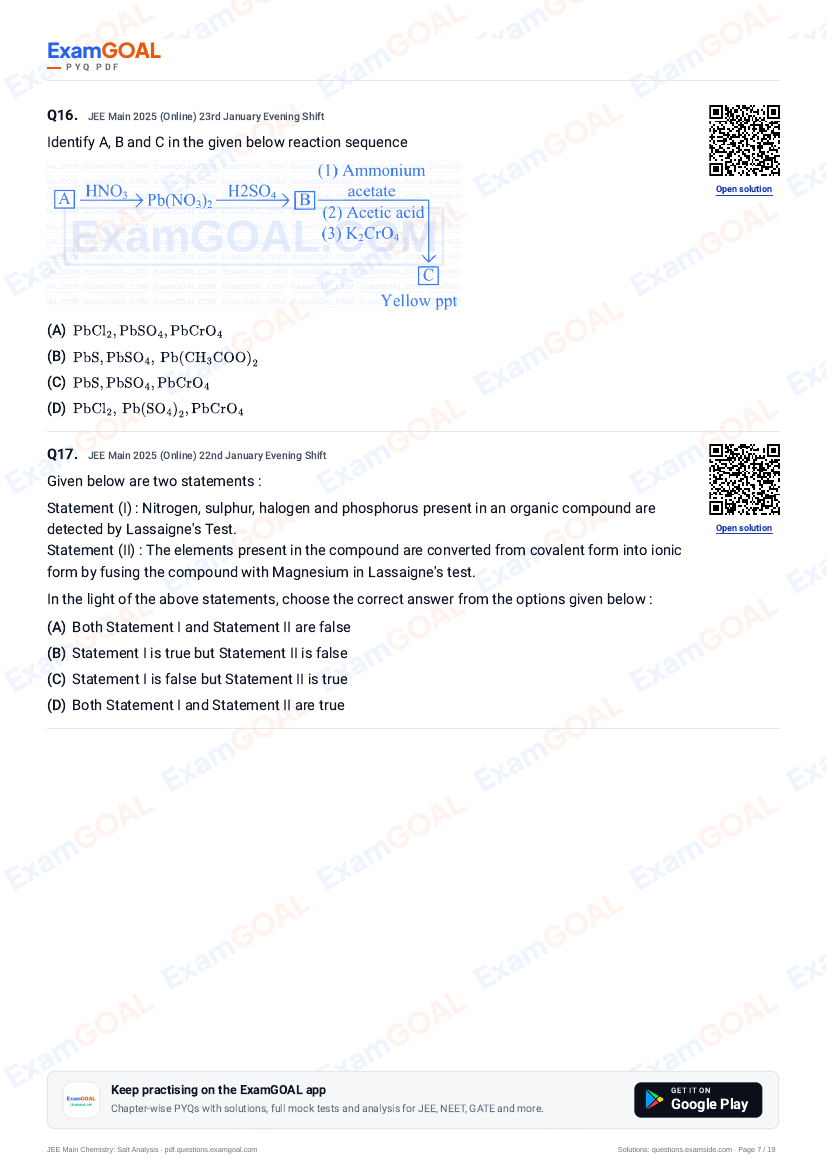 ExamGOAL
PYQ PDF
Q16. JEE Main 2025 (Online) 23rd January Evening Shift
Identify A, B and C in the given below reaction sequence
(1) Ammonium
acetate
A HNO₃ Pb(NO₃)₂ H2SO₄ B
(2) Acetic acid
(3) K₂CrO₄
C
Yellow ppt
ExamGOAL.COM
Open solution
(A) PbCl₂, PbSO₄, PbCrO₄
(B) PbS, PbSO₄, Pb(CH₃COO)₂
(C) PbS, PbSO₄, PbCrO₄
(D) PbCl₂, Pb(SO₄)₂, PbCrO₄
Q17. JEE Main 2025 (Online) 22nd January Evening Shift
Given below are two statements :
Statement (I) : Nitrogen, sulphur, halogen and phosphorus present in an organic compound are
detected by Lassaigne's Test.
Statement (II) : The elements present in the compound are converted from covalent form into ionic
form by fusing the compound with Magnesium in Lassaigne's test.
Open solution
In the light of the above statements, choose the correct answer from the options given below :
(A) Both Statement I and Statement II are false
(B) Statement I is true but Statement II is false
(C) Statement I is false but Statement II is true
(D) Both Statement I and Statement II are true
Keep practising on the ExamGOAL app
Chapter-wise PYQs with solutions, full mock tests and analysis for JEE, NEET, GATE and more.
GET IT ON
Google Play
JEE Main Chemistry: Salt Analysis · pdf.questions.examgoal.com
Solutions: questions.examside.com · Page 7 / 19